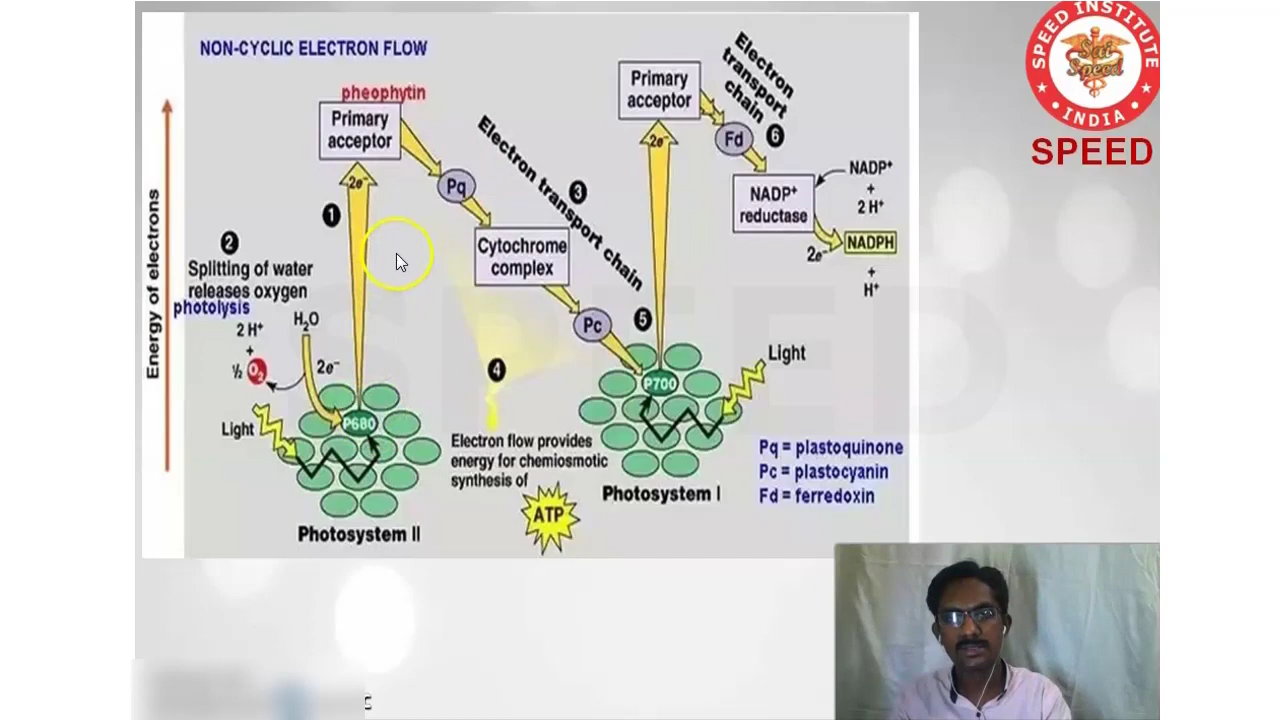 NON-CYCLIC ELECTRON FLOW
Energy of electrons
pheophytin
Primary
acceptor
2e⁻
1
2
Splitting of water
releases oxygen
photolysis
2 H⁺
+
½ O₂
H₂O
2e⁻
Light
P680
Photosystem II
Pq
Electron transport chain
3
Cytochrome
complex
Pc
5
4
Electron flow provides
energy for chemiosmotic
synthesis of
ATP
Primary
acceptor
2e⁻
Electron
transport
chain
6
Fd
NADP⁺
reductase
NADP⁺
+
2 H⁺
2e⁻
NADPH
+
H⁺
P700
Light
Photosystem I
Pq = plastoquinone
Pc = plastocyanin
Fd = ferredoxin
SPEED INSTITUTE
Sai
Speed
INDIA
SPEED
SPEED